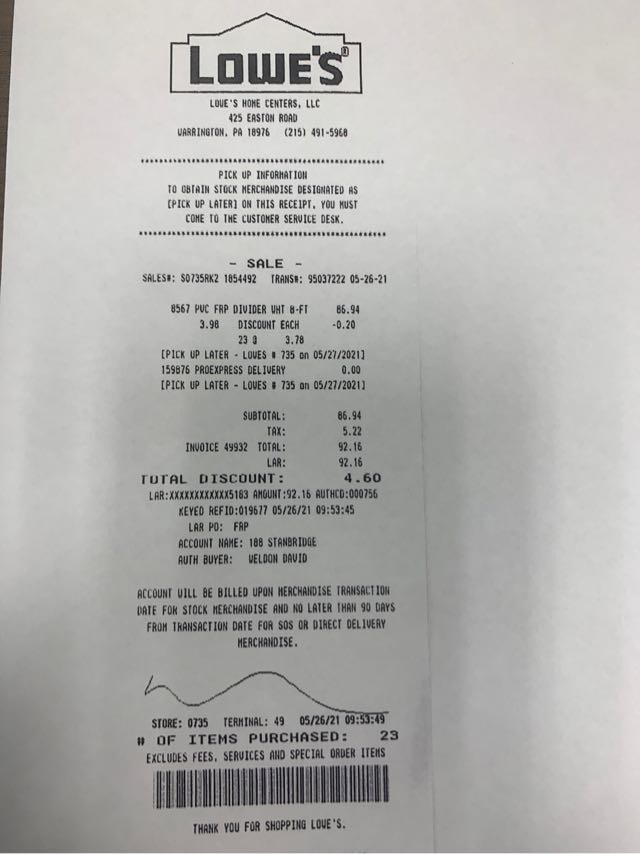 LOWE'S®
LOWE'S HOME CENTERS, LLC
425 EASTON ROAD
WARRINGTON, PA 18976 (215) 491-5968
PICK UP INFORMATION
TO OBTAIN STOCK MERCHANDISE DESIGNATED AS
[PICK UP LATER] ON THIS RECEIPT, YOU MUST
COME TO THE CUSTOMER SERVICE DESK.
- SALE -
SALES#: S0735RK2 1854492 TRANS#: 95037222 05-26-21
8567 PVC FRP DIVIDER WHT 8-FT 86.94
3.98 DISCOUNT EACH -0.20
23 @ 3.78
[PICK UP LATER - LOWES # 735 on 05/27/2021]
159876 PROEXPRESS DELIVERY 0.00
[PICK UP LATER - LOWES # 735 on 05/27/2021]
SUBTOTAL: 86.94
TAX: 5.22
INVOICE 49932 TOTAL: 92.16
LAR: 92.16
TOTAL DISCOUNT: 4.60
LAR:XXXXXXXXXXXX5183 AMOUNT:92.16 AUTHCD:000756
KEYED REFID:019677 05/26/21 09:53:45
LAR PO: FRP
ACCOUNT NAME: 188 STANBRIDGE
AUTH BUYER: WELDON DAVID
ACCOUNT WILL BE BILLED UPON MERCHANDISE TRANSACTION
DATE FOR STOCK MERCHANDISE AND NO LATER THAN 90 DAYS
FROM TRANSACTION DATE FOR SOS OR DIRECT DELIVERY
MERCHANDISE.
STORE: 0735 TERMINAL: 49 05/26/21 09:53:49
# OF ITEMS PURCHASED: 23
EXCLUDES FEES, SERVICES AND SPECIAL ORDER ITEMS
THANK YOU FOR SHOPPING LOWE'S.